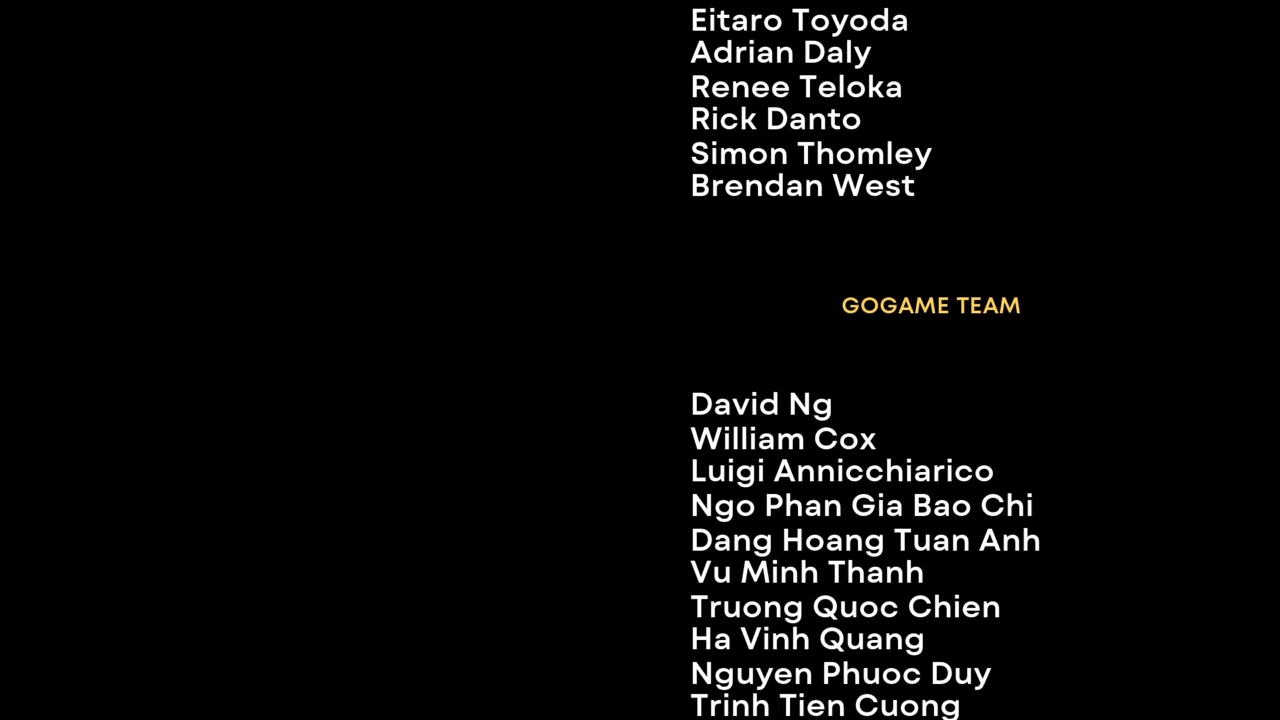 Eitaro Toyoda
Adrian Daly
Renee Teloka
Rick Danto
Simon Thomley
Brendan West
GOGAME TEAM
David Ng
William Cox
Luigi Annicchiarico
Ngo Phan Gia Bao Chi
Dang Hoang Tuan Anh
Vu Minh Thanh
Truong Quoc Chien
Ha Vinh Quang
Nguyen Phuoc Duy
Trinh Tien Cuong